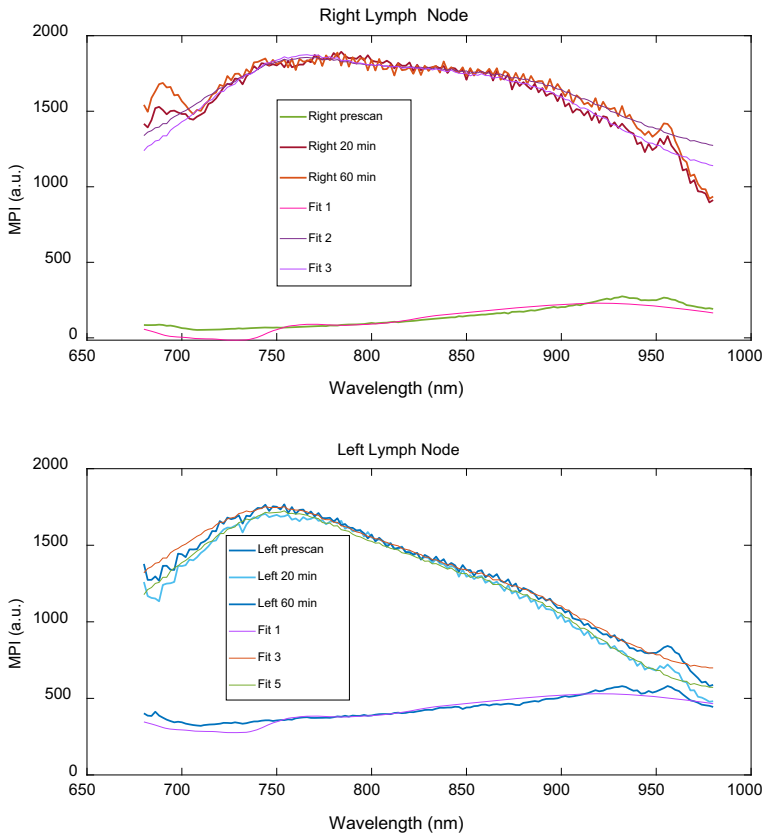 Right Lymph Node
2000
1500
1000
500
0
MPI (a.u.)
Right prescan
Right 20 min
Right 60 min
Fit 1
Fit 2
Fit 3
650 700 750 800 850 900 950 1000
Wavelength (nm)
Left Lymph Node
2000
1500
1000
500
0
MPI (a.u.)
Left prescan
Left 20 min
Left 60 min
Fit 1
Fit 3
Fit 5
650 700 750 800 850 900 950 1000
Wavelength (nm)